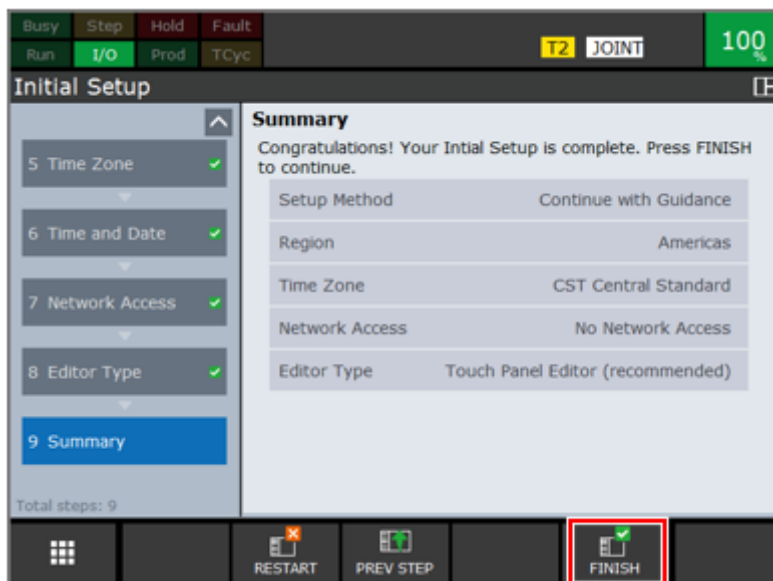 Busy Step Hold Fault
Run I/O Prod TCyc
T2 JOINT
100
%
Initial Setup
5 Time Zone
6 Time and Date
7 Network Access
8 Editor Type
9 Summary
Total steps: 9
Summary
Congratulations! Your Intial Setup is complete. Press FINISH
to continue.
Setup Method Continue with Guidance
Region Americas
Time Zone CST Central Standard
Network Access No Network Access
Editor Type Touch Panel Editor (recommended)
RESTART PREV STEP FINISH